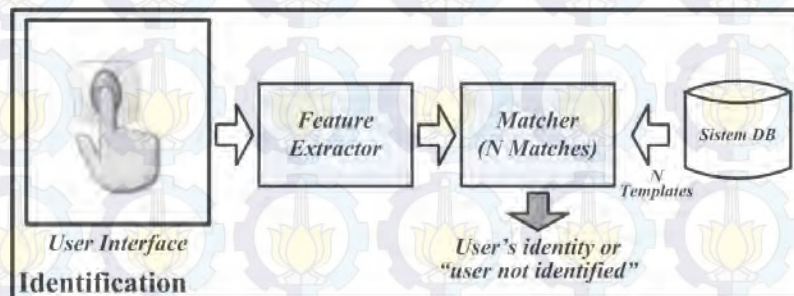 Feature
Extractor
Matcher
(N Matches)
Sistem DB
N
Templates
User Interface
User's identity or
"user not identified"
Identification